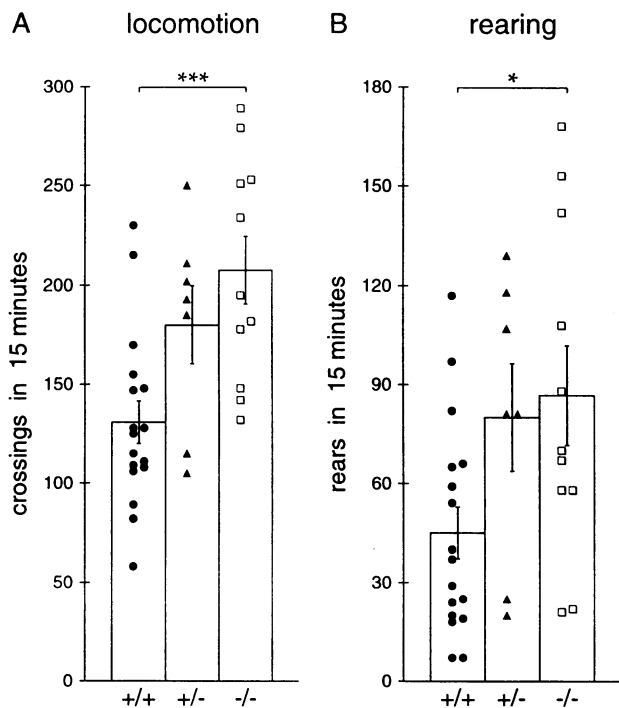 A locomotion
***
crossings in 15 minutes
300
250
200
150
100
50
0
+/+ +/- -/-
B rearing
*
rears in 15 minutes
180
150
120
90
60
30
0
+/+ +/- -/-